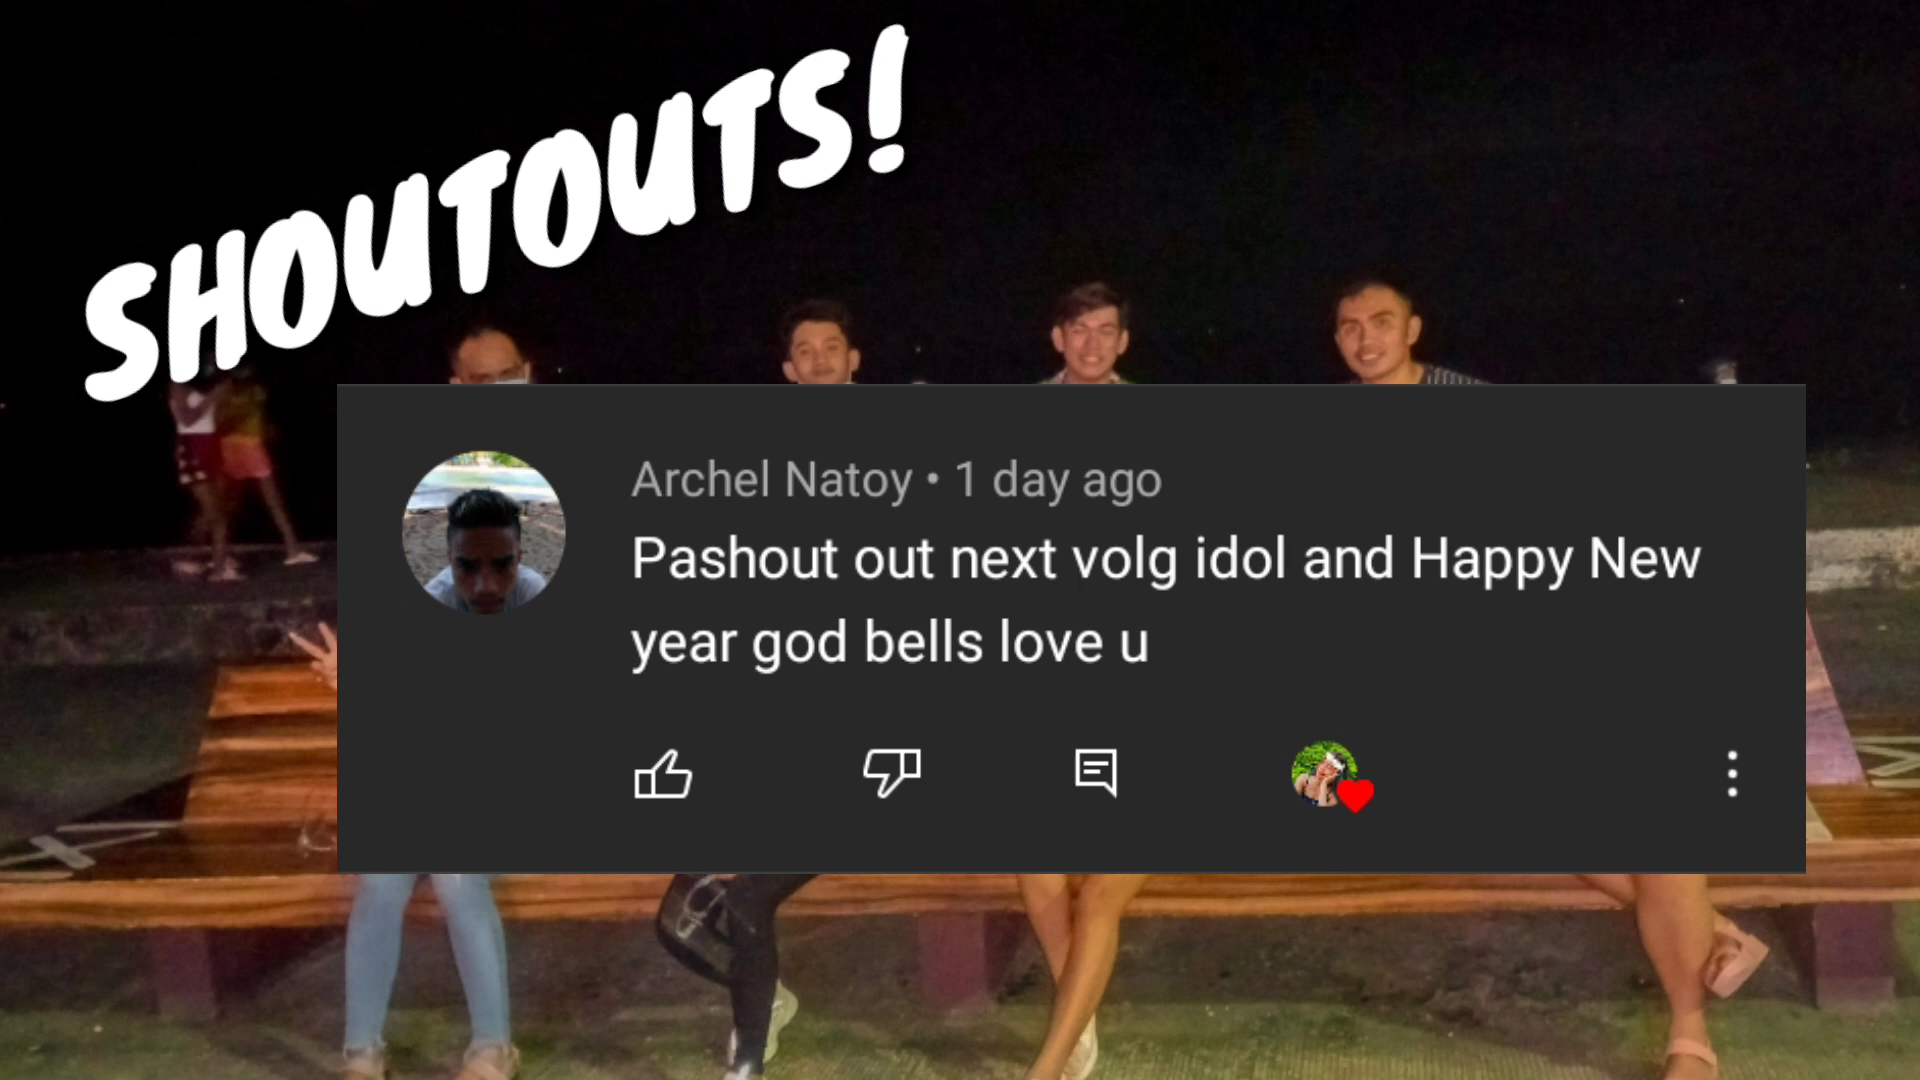 SHOUTOUTS!
Archel Natoy • 1 day ago
Pashout out next volg idol and Happy New
year god bells love u